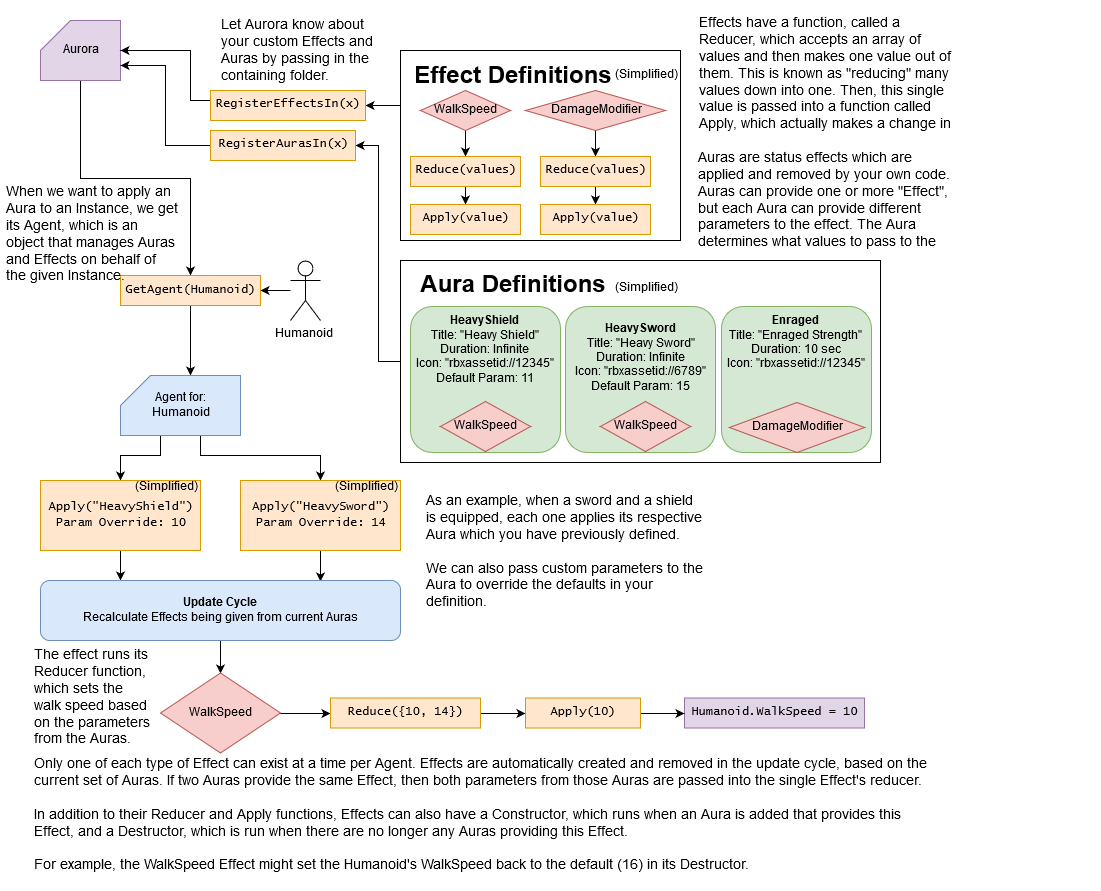 Aurora
Let Aurora know about
your custom Effects and
Auras by passing in the
containing folder.
RegisterEffectsIn(x)
RegisterAurasIn(x)
Effect Definitions (Simplified)
WalkSpeed
DamageModifier
Reduce(values)
Reduce(values)
Apply(value)
Apply(value)
Effects have a function, called a
Reducer, which accepts an array of
values and then makes one value out of
them. This is known as "reducing" many
values down into one. Then, this single
value is passed into a function called
Apply, which actually makes a change in
Auras are status effects which are
applied and removed by your own code.
Auras can provide one or more "Effect",
but each Aura can provide different
parameters to the effect. The Aura
determines what values to pass to the
When we want to apply an
Aura to an Instance, we get
its Agent, which is an
object that manages Auras
and Effects on behalf of
the given Instance.
GetAgent(Humanoid)
Humanoid
Aura Definitions (Simplified)
HeavyShield
Title: "Heavy Shield"
Duration: Infinite
Icon: "rbxassetid://12345"
Default Param: 11
WalkSpeed
HeavySword
Title: "Heavy Sword"
Duration: Infinite
Icon: "rbxassetid://6789"
Default Param: 15
WalkSpeed
Enraged
Title: "Enraged Strength"
Duration: 10 sec
Icon: "rbxassetid://12345"
DamageModifier
Agent for:
Humanoid
(Simplified)
Apply("HeavyShield")
Param Override: 10
(Simplified)
Apply("HeavySword")
Param Override: 14
As an example, when a sword and a shield
is equipped, each one applies its respective
Aura which you have previously defined.
We can also pass custom parameters to the
Aura to override the defaults in your
definition.
Update Cycle
Recalculate Effects being given from current Auras
The effect runs its
Reducer function,
which sets the
walk speed based
on the parameters
from the Auras.
WalkSpeed
Reduce({10, 14})
Apply(10)
Humanoid.WalkSpeed = 10
Only one of each type of Effect can exist at a time per Agent. Effects are automatically created and removed in the update cycle, based on the
current set of Auras. If two Auras provide the same Effect, then both parameters from those Auras are passed into the single Effect's reducer.
In addition to their Reducer and Apply functions, Effects can also have a Constructor, which runs when an Aura is added that provides this
Effect, and a Destructor, which is run when there are no longer any Auras providing this Effect.
For example, the WalkSpeed Effect might set the Humanoid's WalkSpeed back to the default (16) in its Destructor.